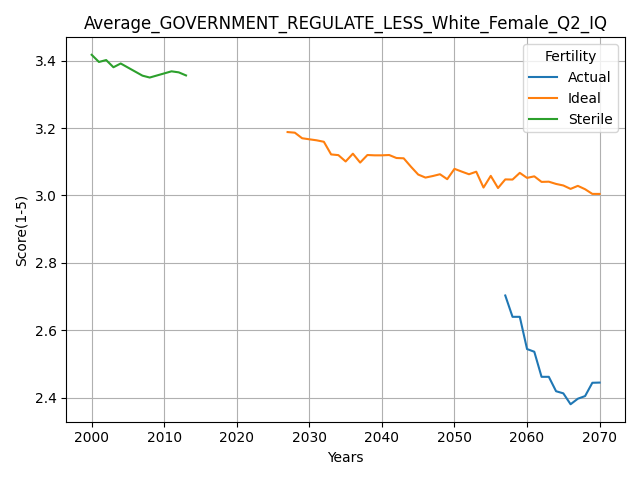 Average_GOVERNMENT_REGULATE_LESS_White_Female_Q2_IQ
Fertility
Actual
Ideal
Sterile
Score(1-5)
3.4
3.2
3.0
2.8
2.6
2.4
2000 2010 2020 2030 2040 2050 2060 2070
Years